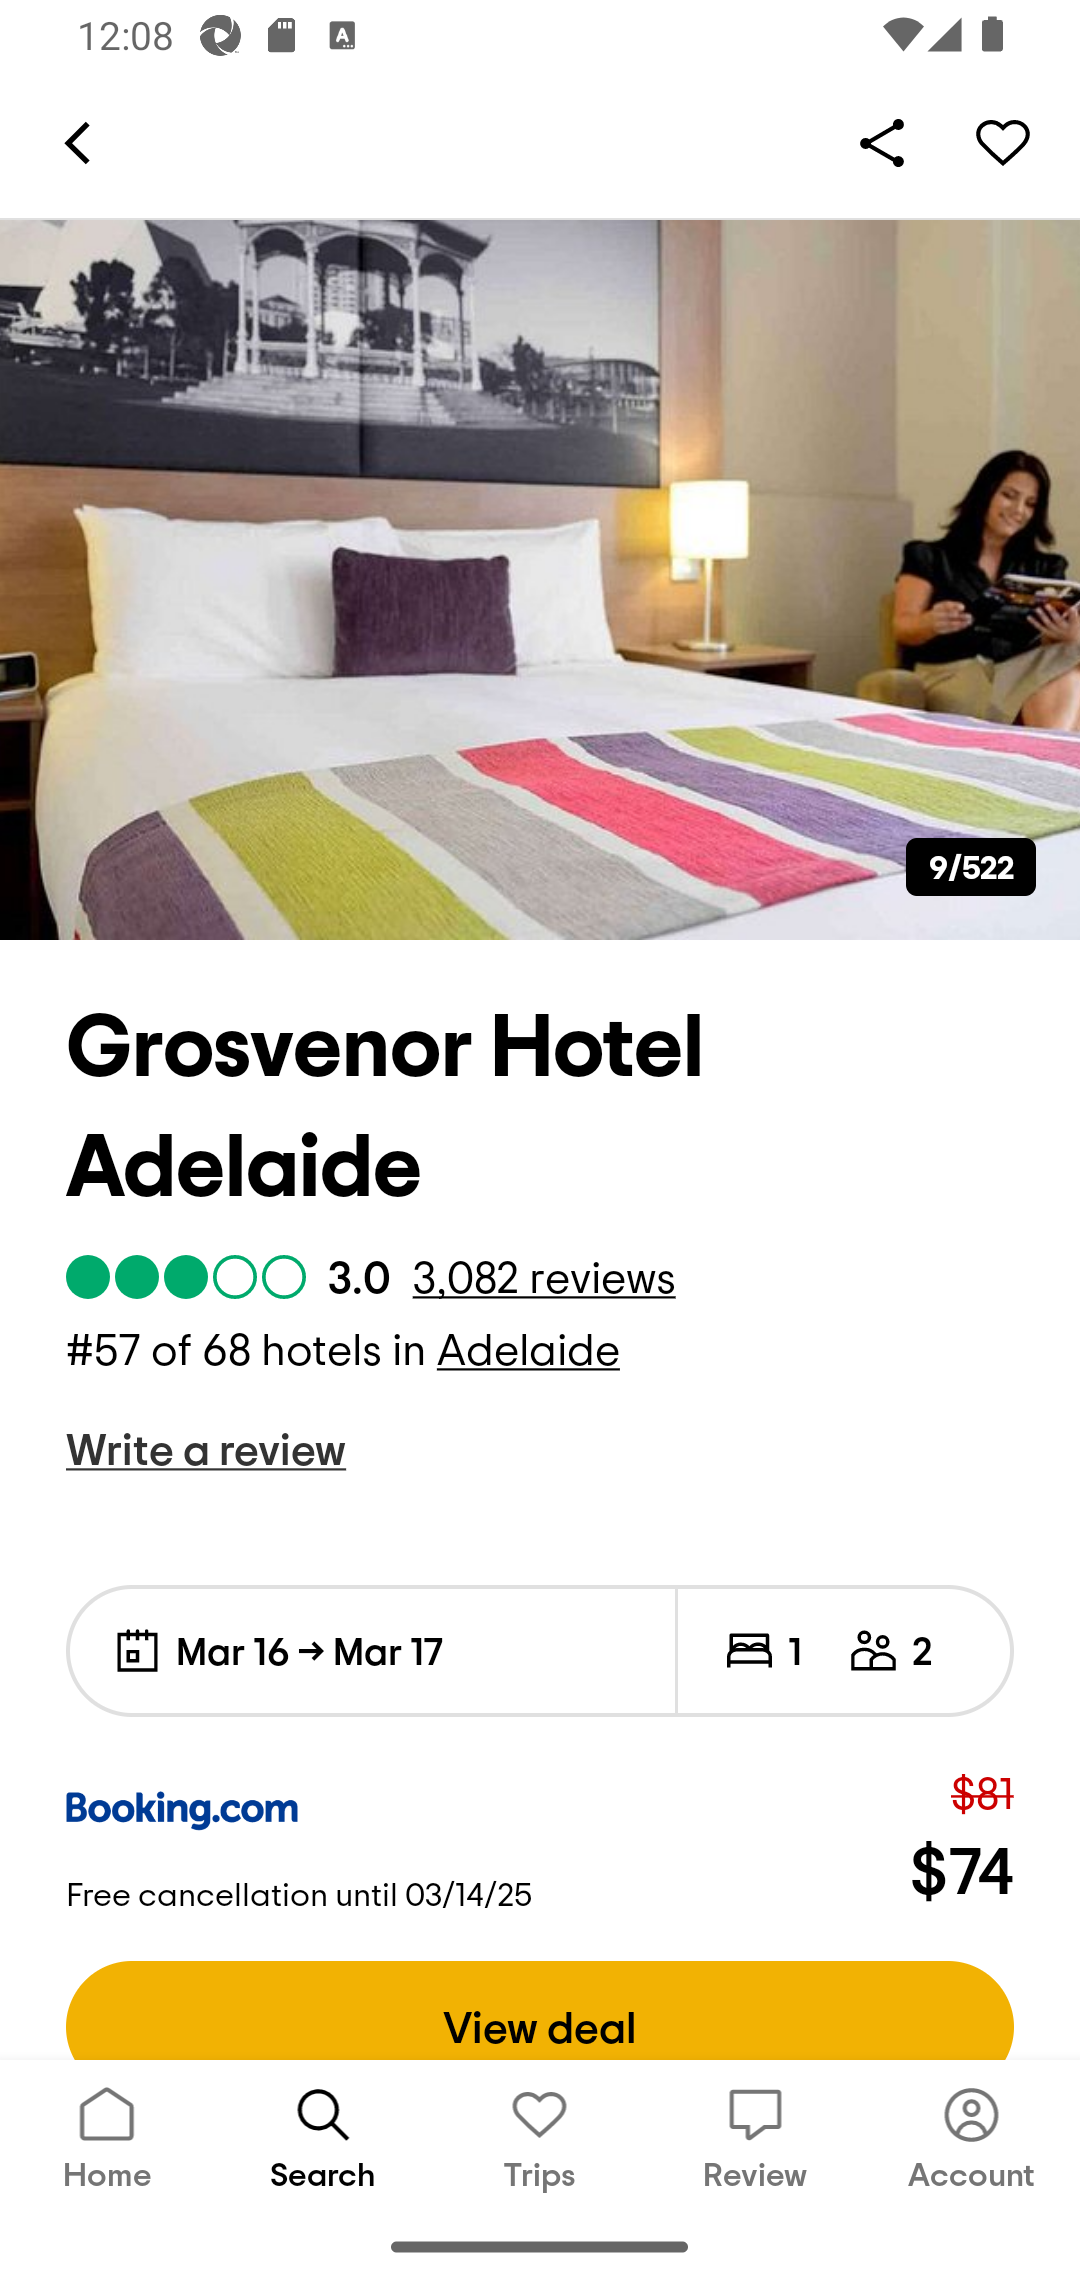 12:08
9/522
Grosvenor Hotel
Adelaide
3.0 3,082 reviews
#57 of 68 hotels in Adelaide
Write a review
Mar 16 → Mar 17 1 2
Booking.com
$81
$74
Free cancellation until 03/14/25
View deal
Home Search Trips Review Account